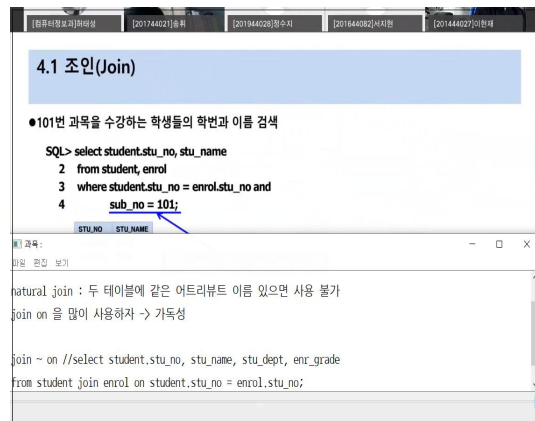 [컴퓨터정보과]허태성 [201744021]송휘 [201944028]정수지 [201644082]서지현 [201444027]이현재
4.1 조인(Join)
●101번 과목을 수강하는 학생들의 학번과 이름 검색
SQL> select student.stu_no, stu_name
2 from student, enrol
3 where student.stu_no = enrol.stu_no and
4 sub_no = 101;
STU_NO STU_NAME
과목:
파일 편집 보기
natural join : 두 테이블에 같은 어트리뷰트 이름 있으면 사용 불가
join on 을 많이 사용하자 -> 가독성
join ~ on //select student.stu_no, stu_name, stu_dept, enr_grade
from student join enrol on student.stu_no = enrol.stu_no;